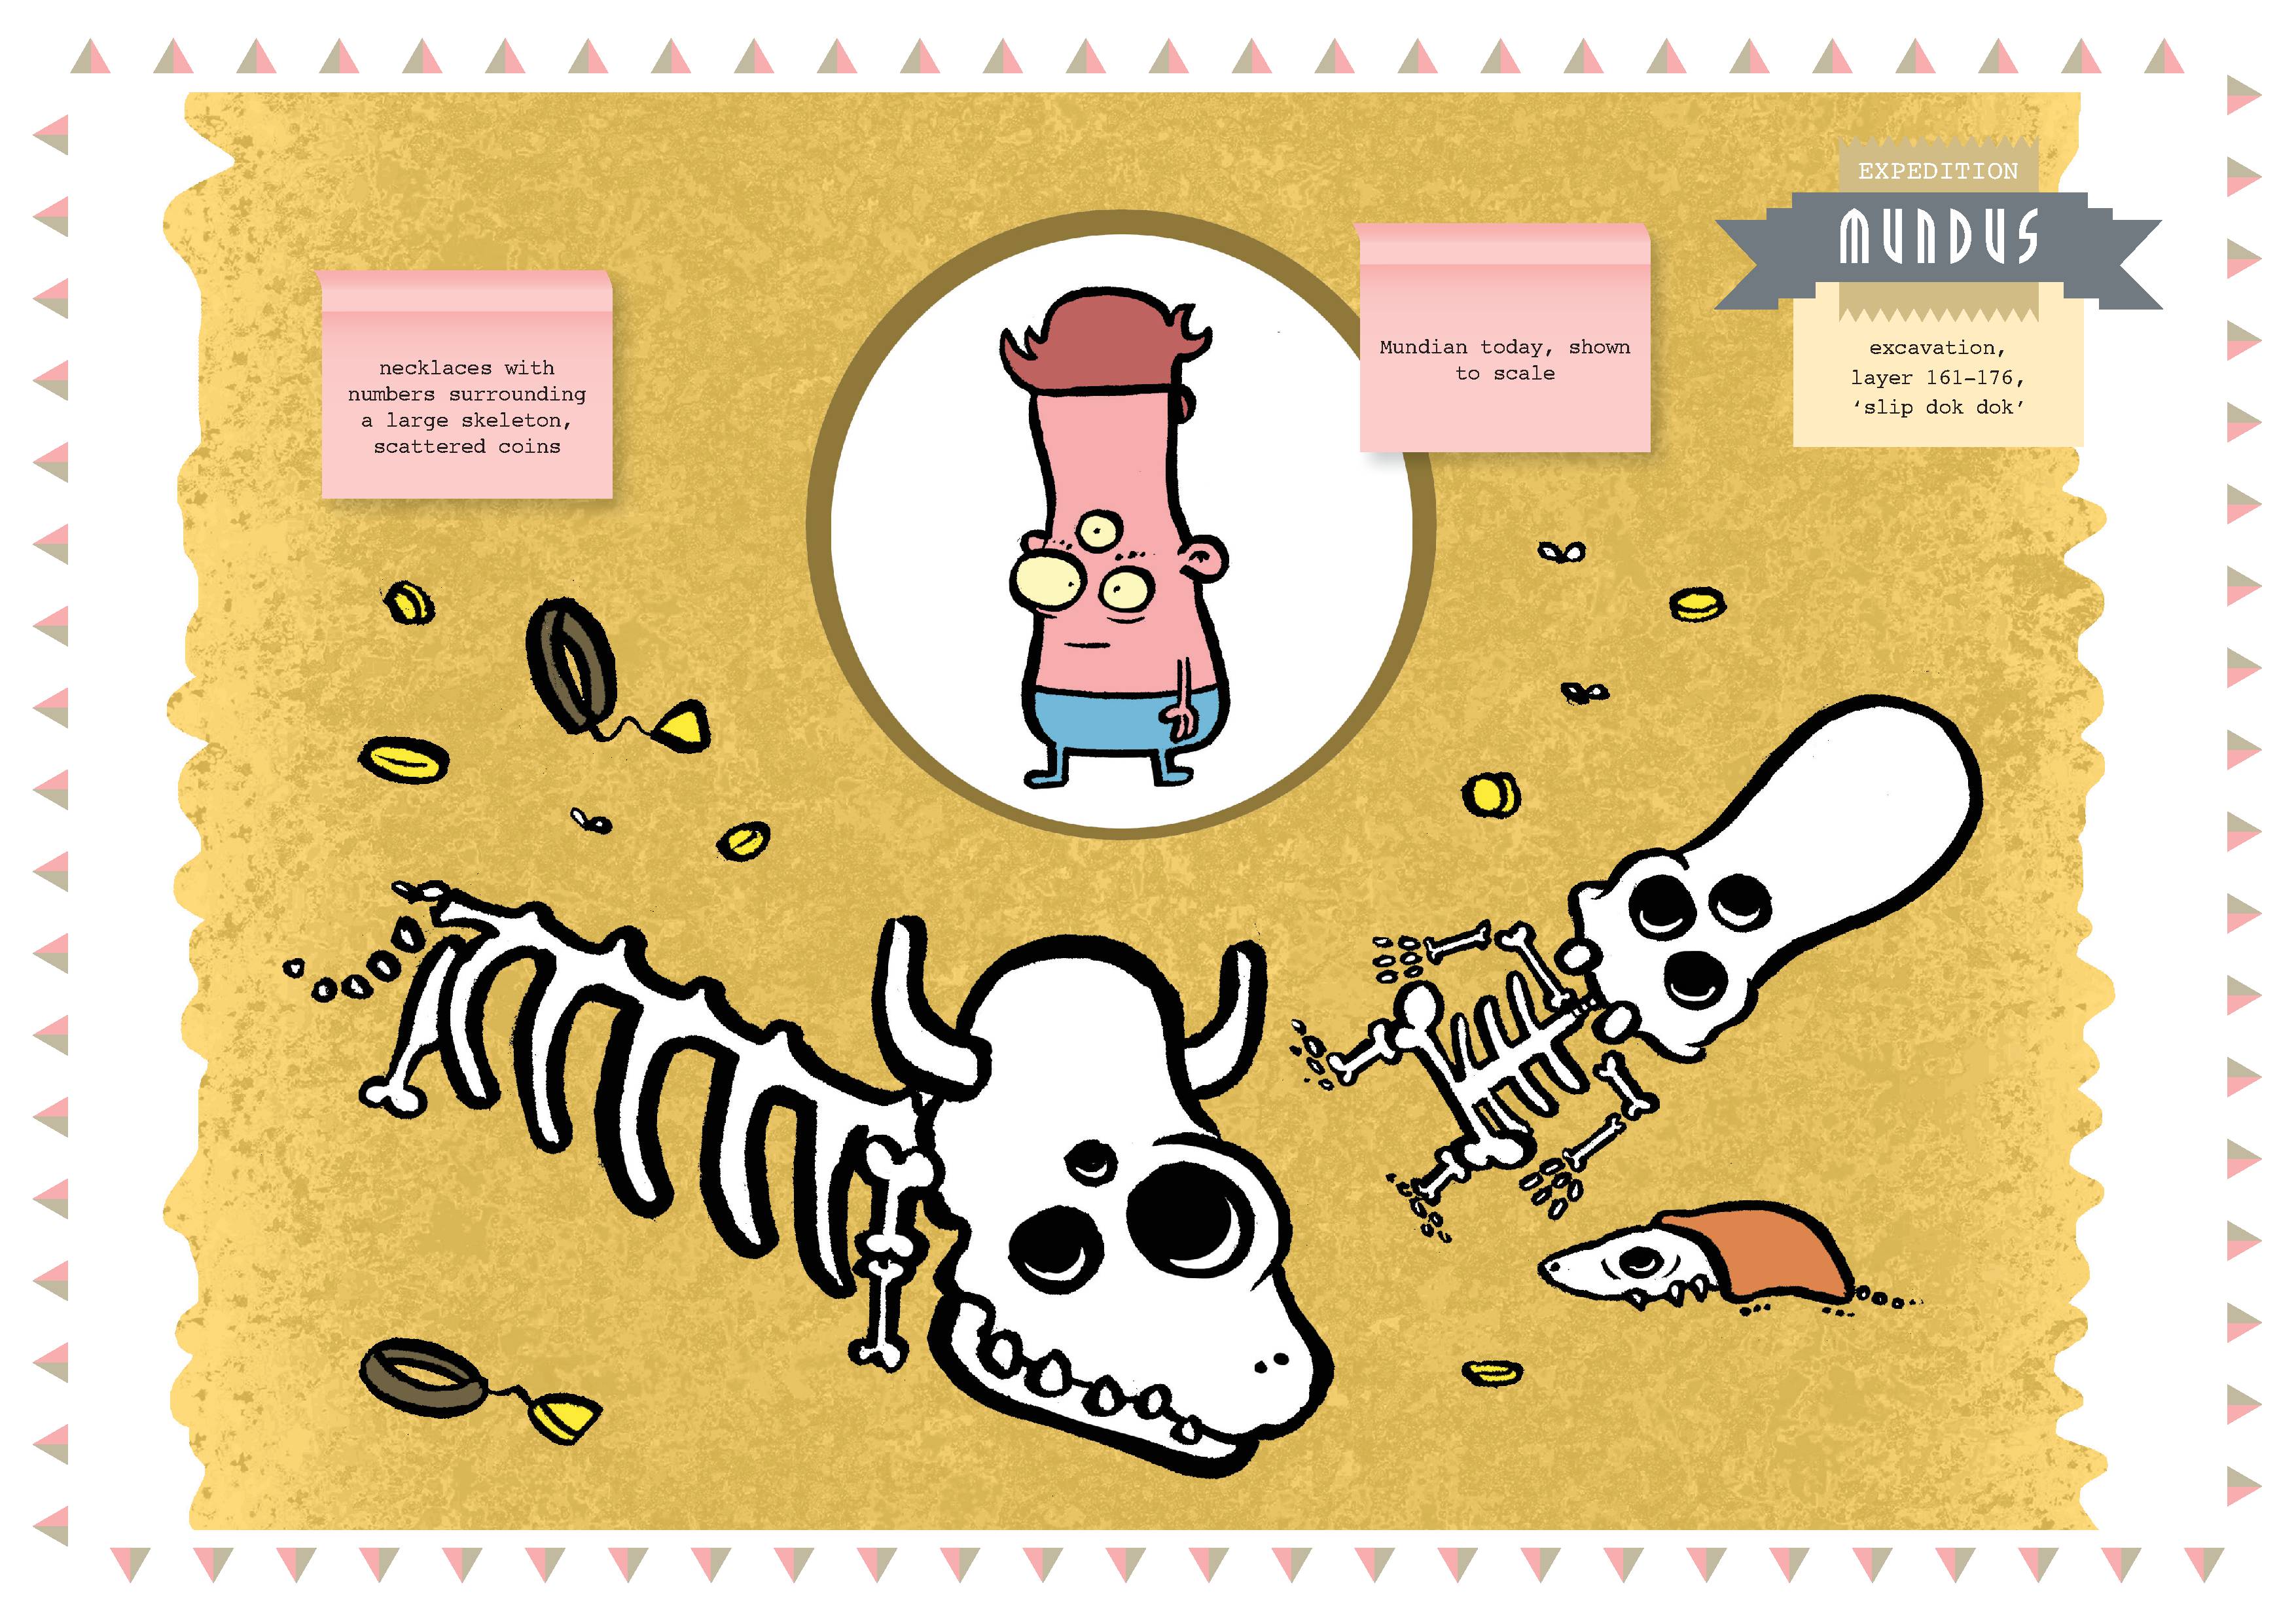 EXPEDITION
MUNDUS
excavation,
layer 161-176,
‘slip dok dok’
necklaces with
numbers surrounding
a large skeleton,
scattered coins
Mundian today, shown
to scale